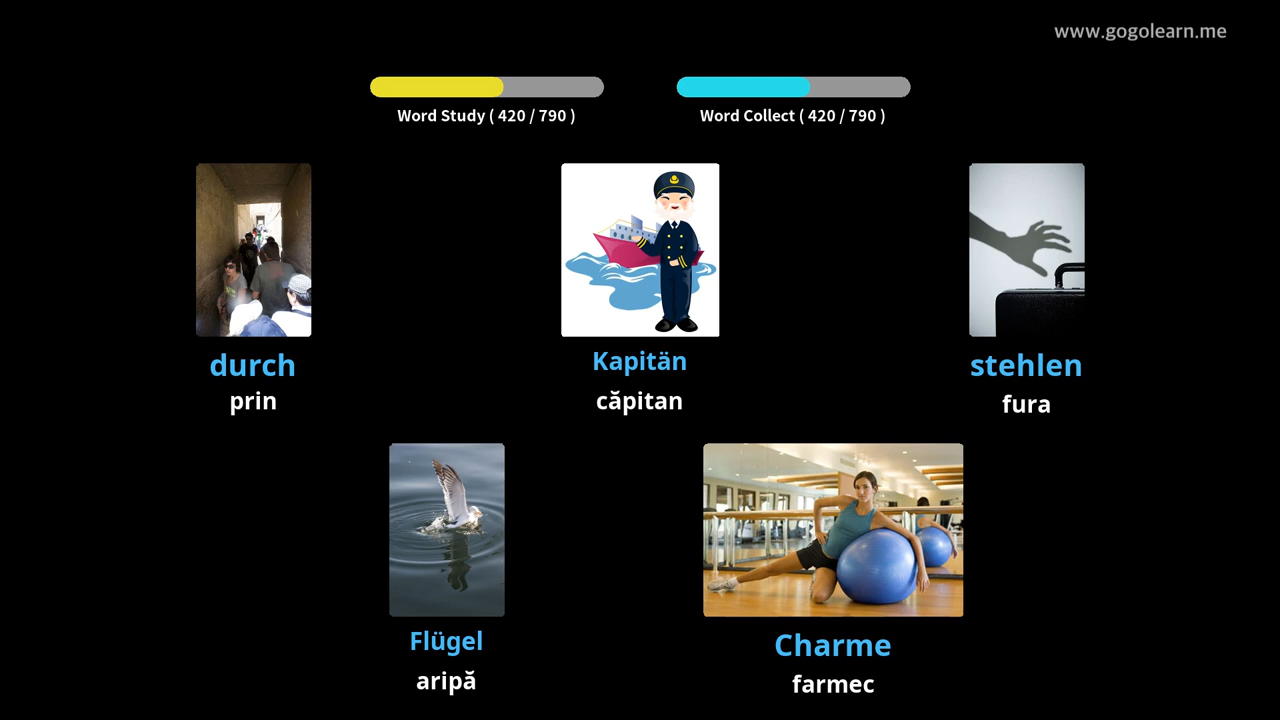 www.gogolearn.me
Word Study ( 420 / 790 )
Word Collect ( 420 / 790 )
durch
prin
Kapitän
căpitan
stehlen
fura
Flügel
aripă
Charme
farmec